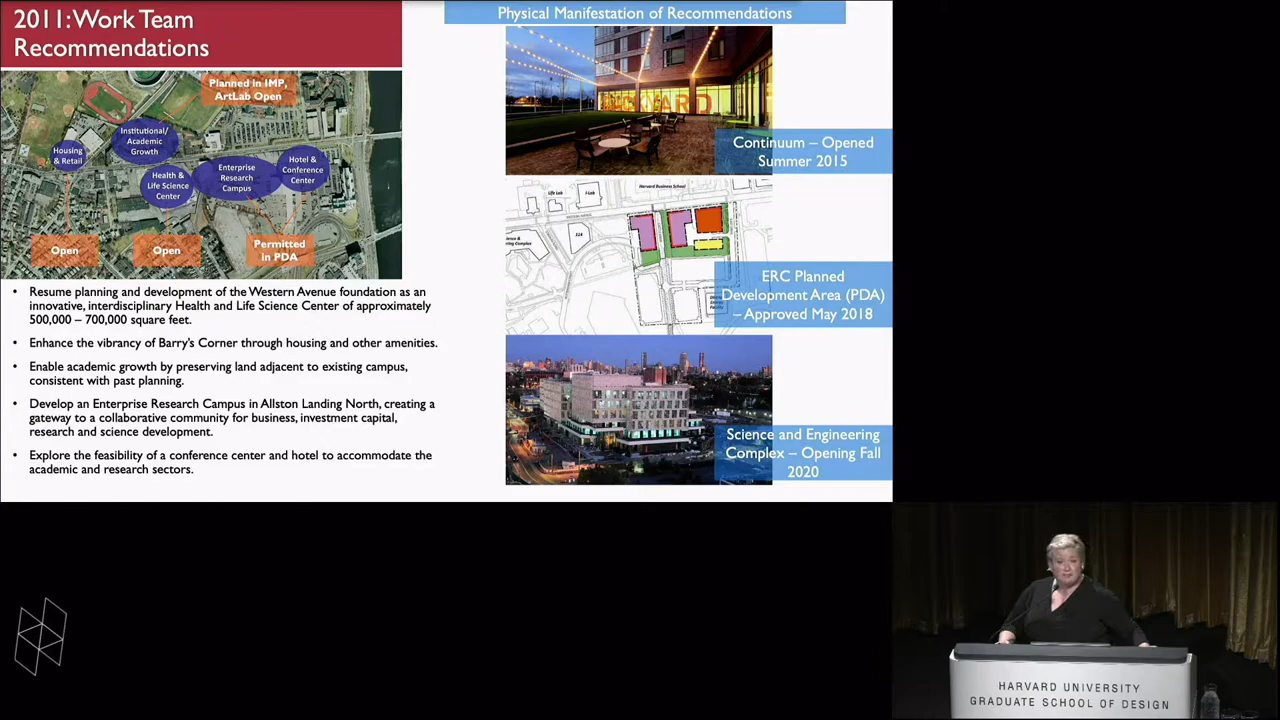 2011: Work Team
Recommendations
Planned in IMP,
ArtLab Open
Institutional/
Academic
Growth
Housing
& Retail
Health &
Life Science
Center
Enterprise
Research
Campus
Hotel &
Conference
Center
Open
Open
Permitted
in PDA
• Resume planning and development of the Western Avenue foundation as an
innovative, interdisciplinary Health and Life Science Center of approximately
500,000 – 700,000 square feet.
• Enhance the vibrancy of Barry's Corner through housing and other amenities.
• Enable academic growth by preserving land adjacent to existing campus,
consistent with past planning.
• Develop an Enterprise Research Campus in Allston Landing North, creating a
gateway to a collaborative community for business, investment capital,
research and science development.
• Explore the feasibility of a conference center and hotel to accommodate the
academic and research sectors.
Physical Manifestation of Recommendations
Continuum – Opened
Summer 2015
Harvard Business School
Life Lab
I-Lab
ERC Planned
Development Area (PDA)
– Approved May 2018
Science and Engineering
Complex – Opening Fall
2020
HARVARD UNIVERSITY
GRADUATE SCHOOL OF DESIGN